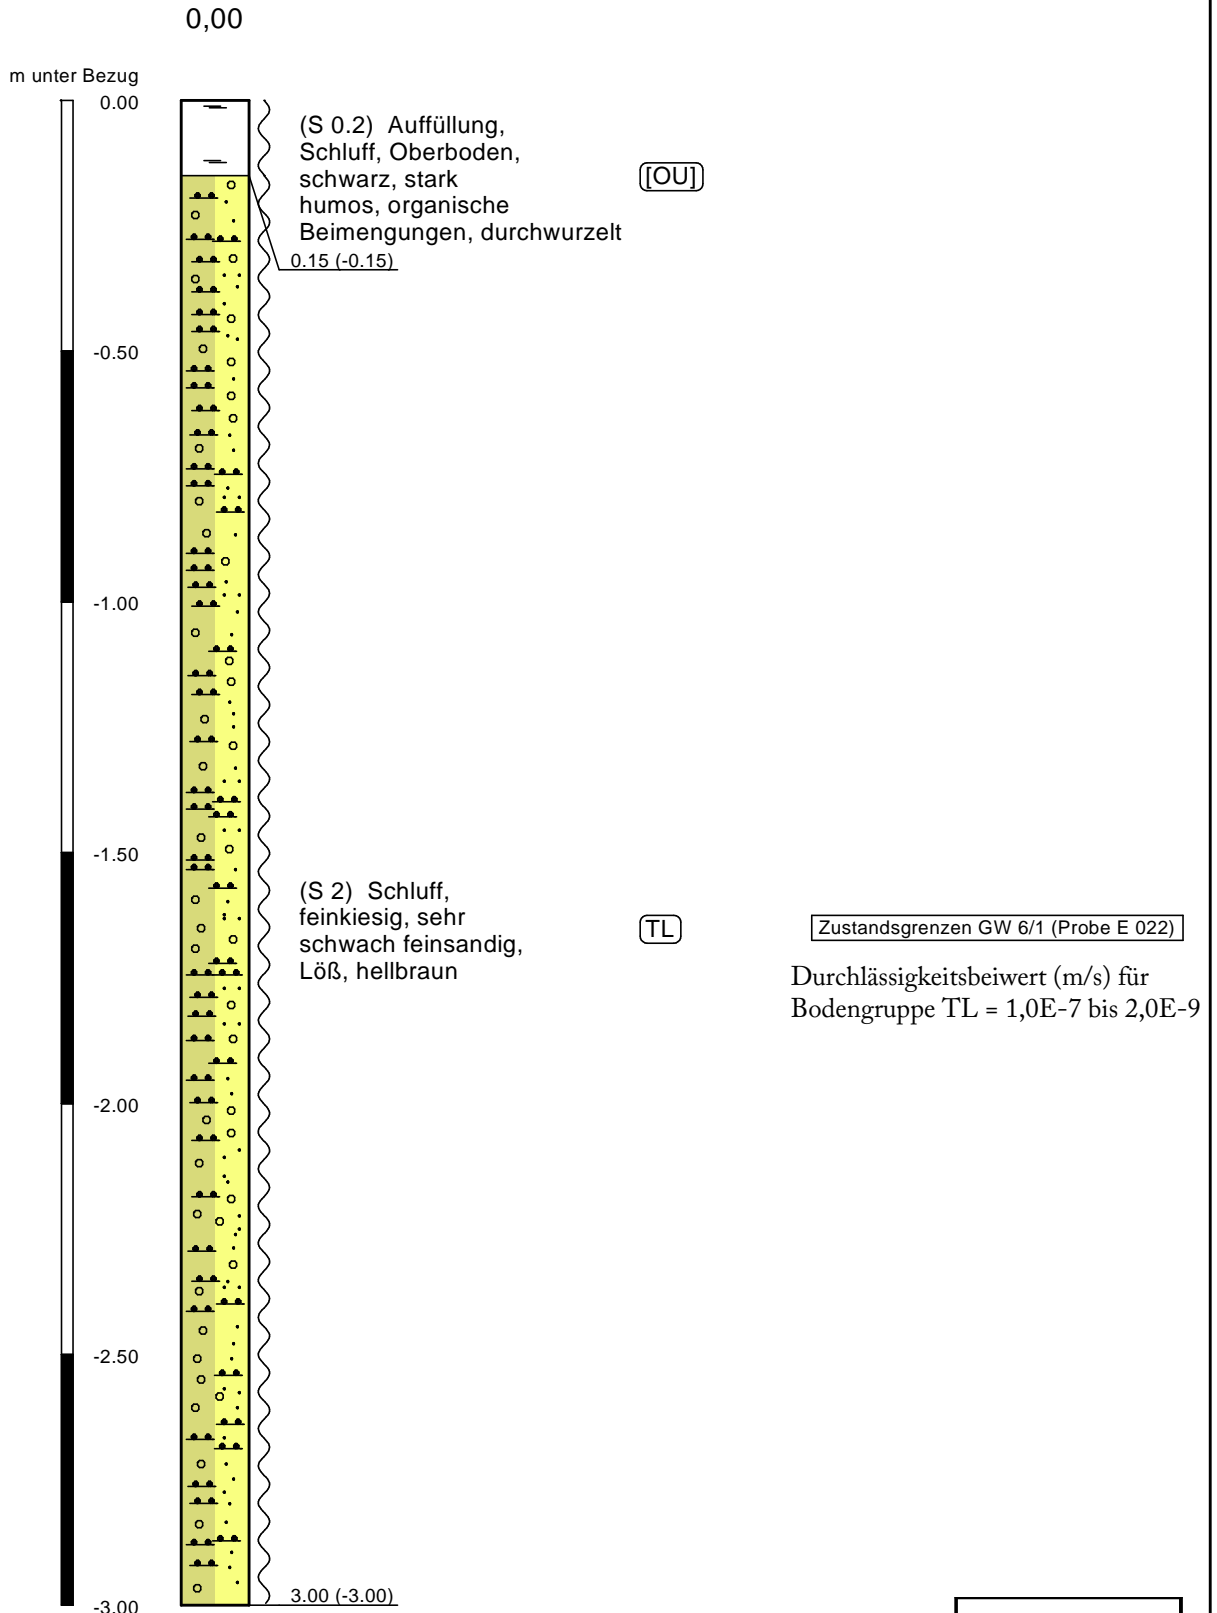 0,00
m unter Bezug
0.00
(S 0.2) Auffüllung,
Schluff, Oberboden,
schwarz, stark
humos, organische
Beimengungen, durchwurzelt
[OU]
0.15 (-0.15)
-0.50
-1.00
-1.50
(S 2) Schluff,
feinkiesig, sehr
schwach feinsandig,
Löß, hellbraun
TL
Zustandsgrenzen GW 6/1 (Probe E 022)
Durchlässigkeitsbeiwert (m/s) für
Bodengruppe TL = 1,0E-7 bis 2,0E-9
-2.00
-2.50
3.00 (-3.00)
-3.00